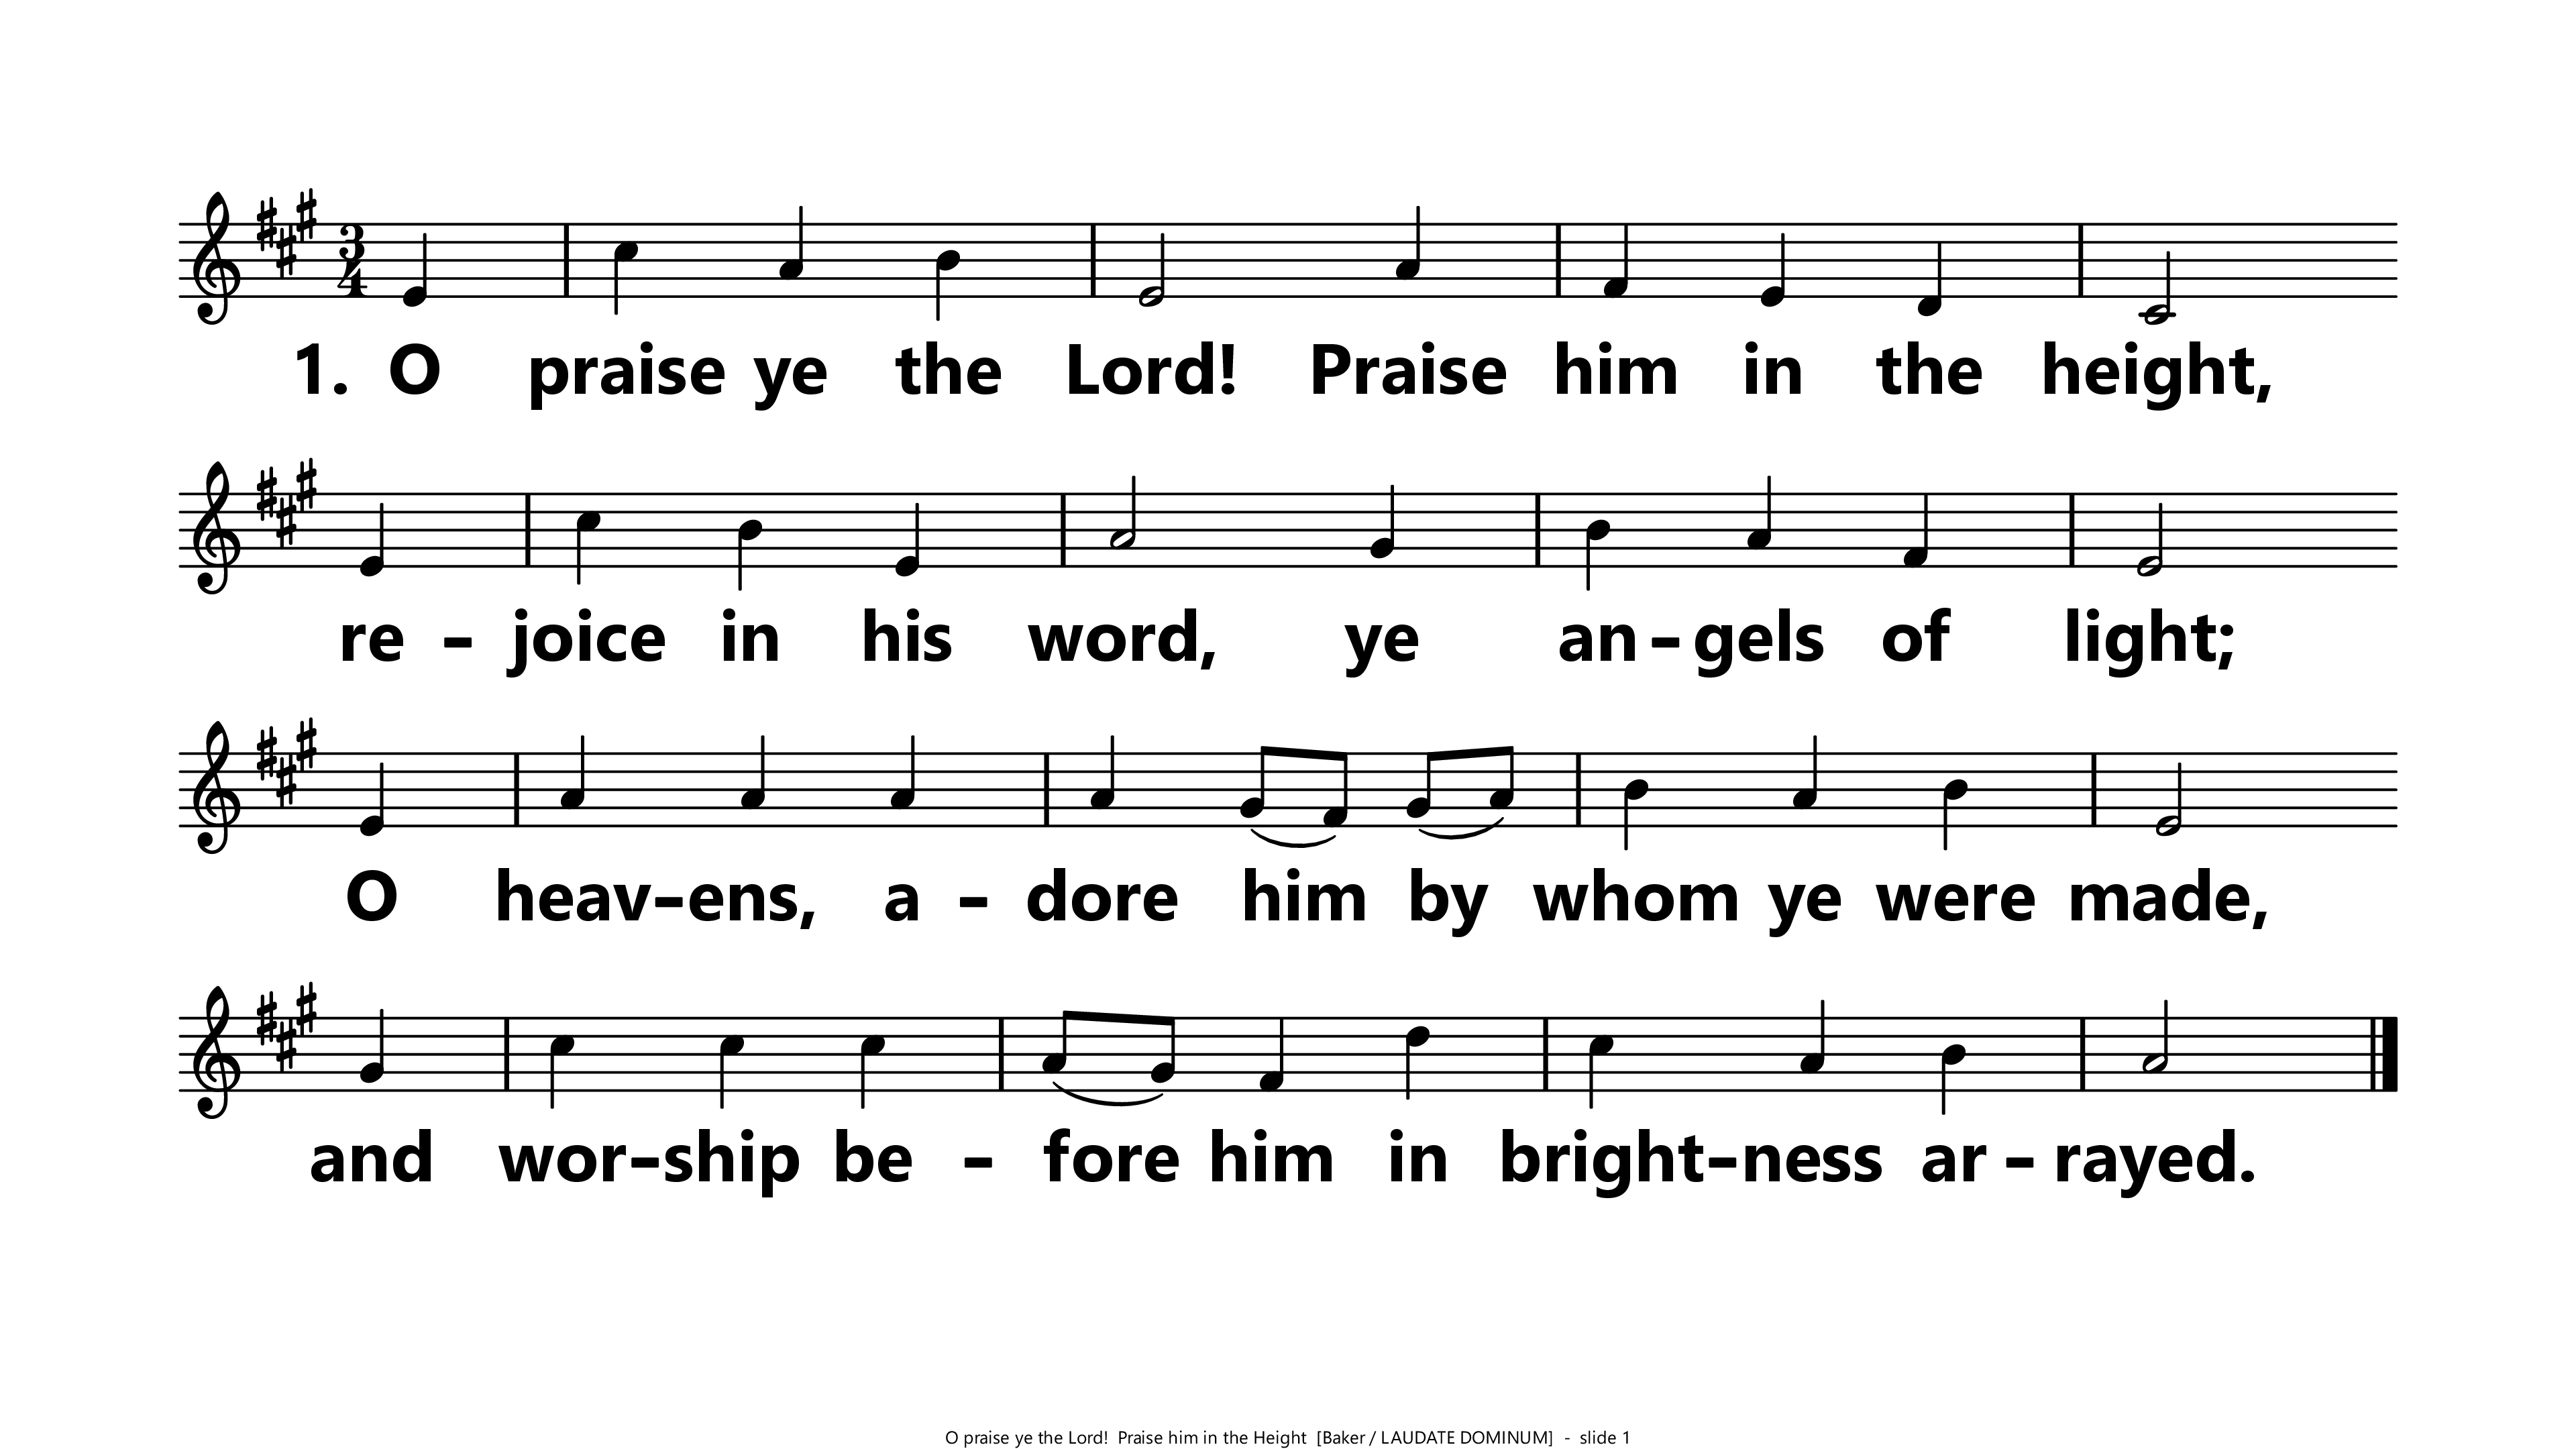 1. O praise ye the Lord! Praise him in the height,
re - joice in his word, ye an - gels of light;
O heav-ens, a - dore him by whom ye were made,
and wor-ship be - fore him in bright-ness ar - rayed.
O praise ye the Lord! Praise him in the Height [Baker / LAUDATE DOMINUM] - slide 1